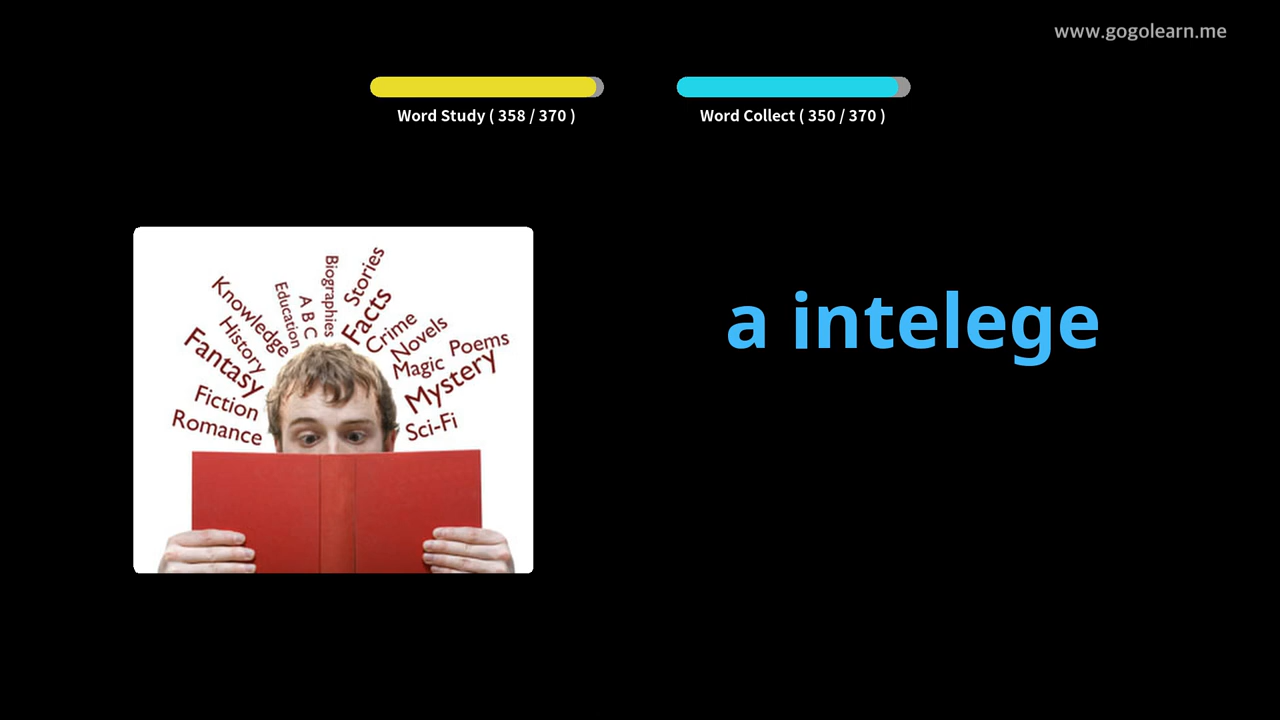 www.gogolearn.me
Word Study ( 358 / 370 )
Word Collect ( 350 / 370 )
a intelege
Knowledge
Education
A B C
Biographies
Stories
Facts
Crime
Novels
Poems
Magic
Mystery
Sci-Fi
History
Fantasy
Fiction
Romance